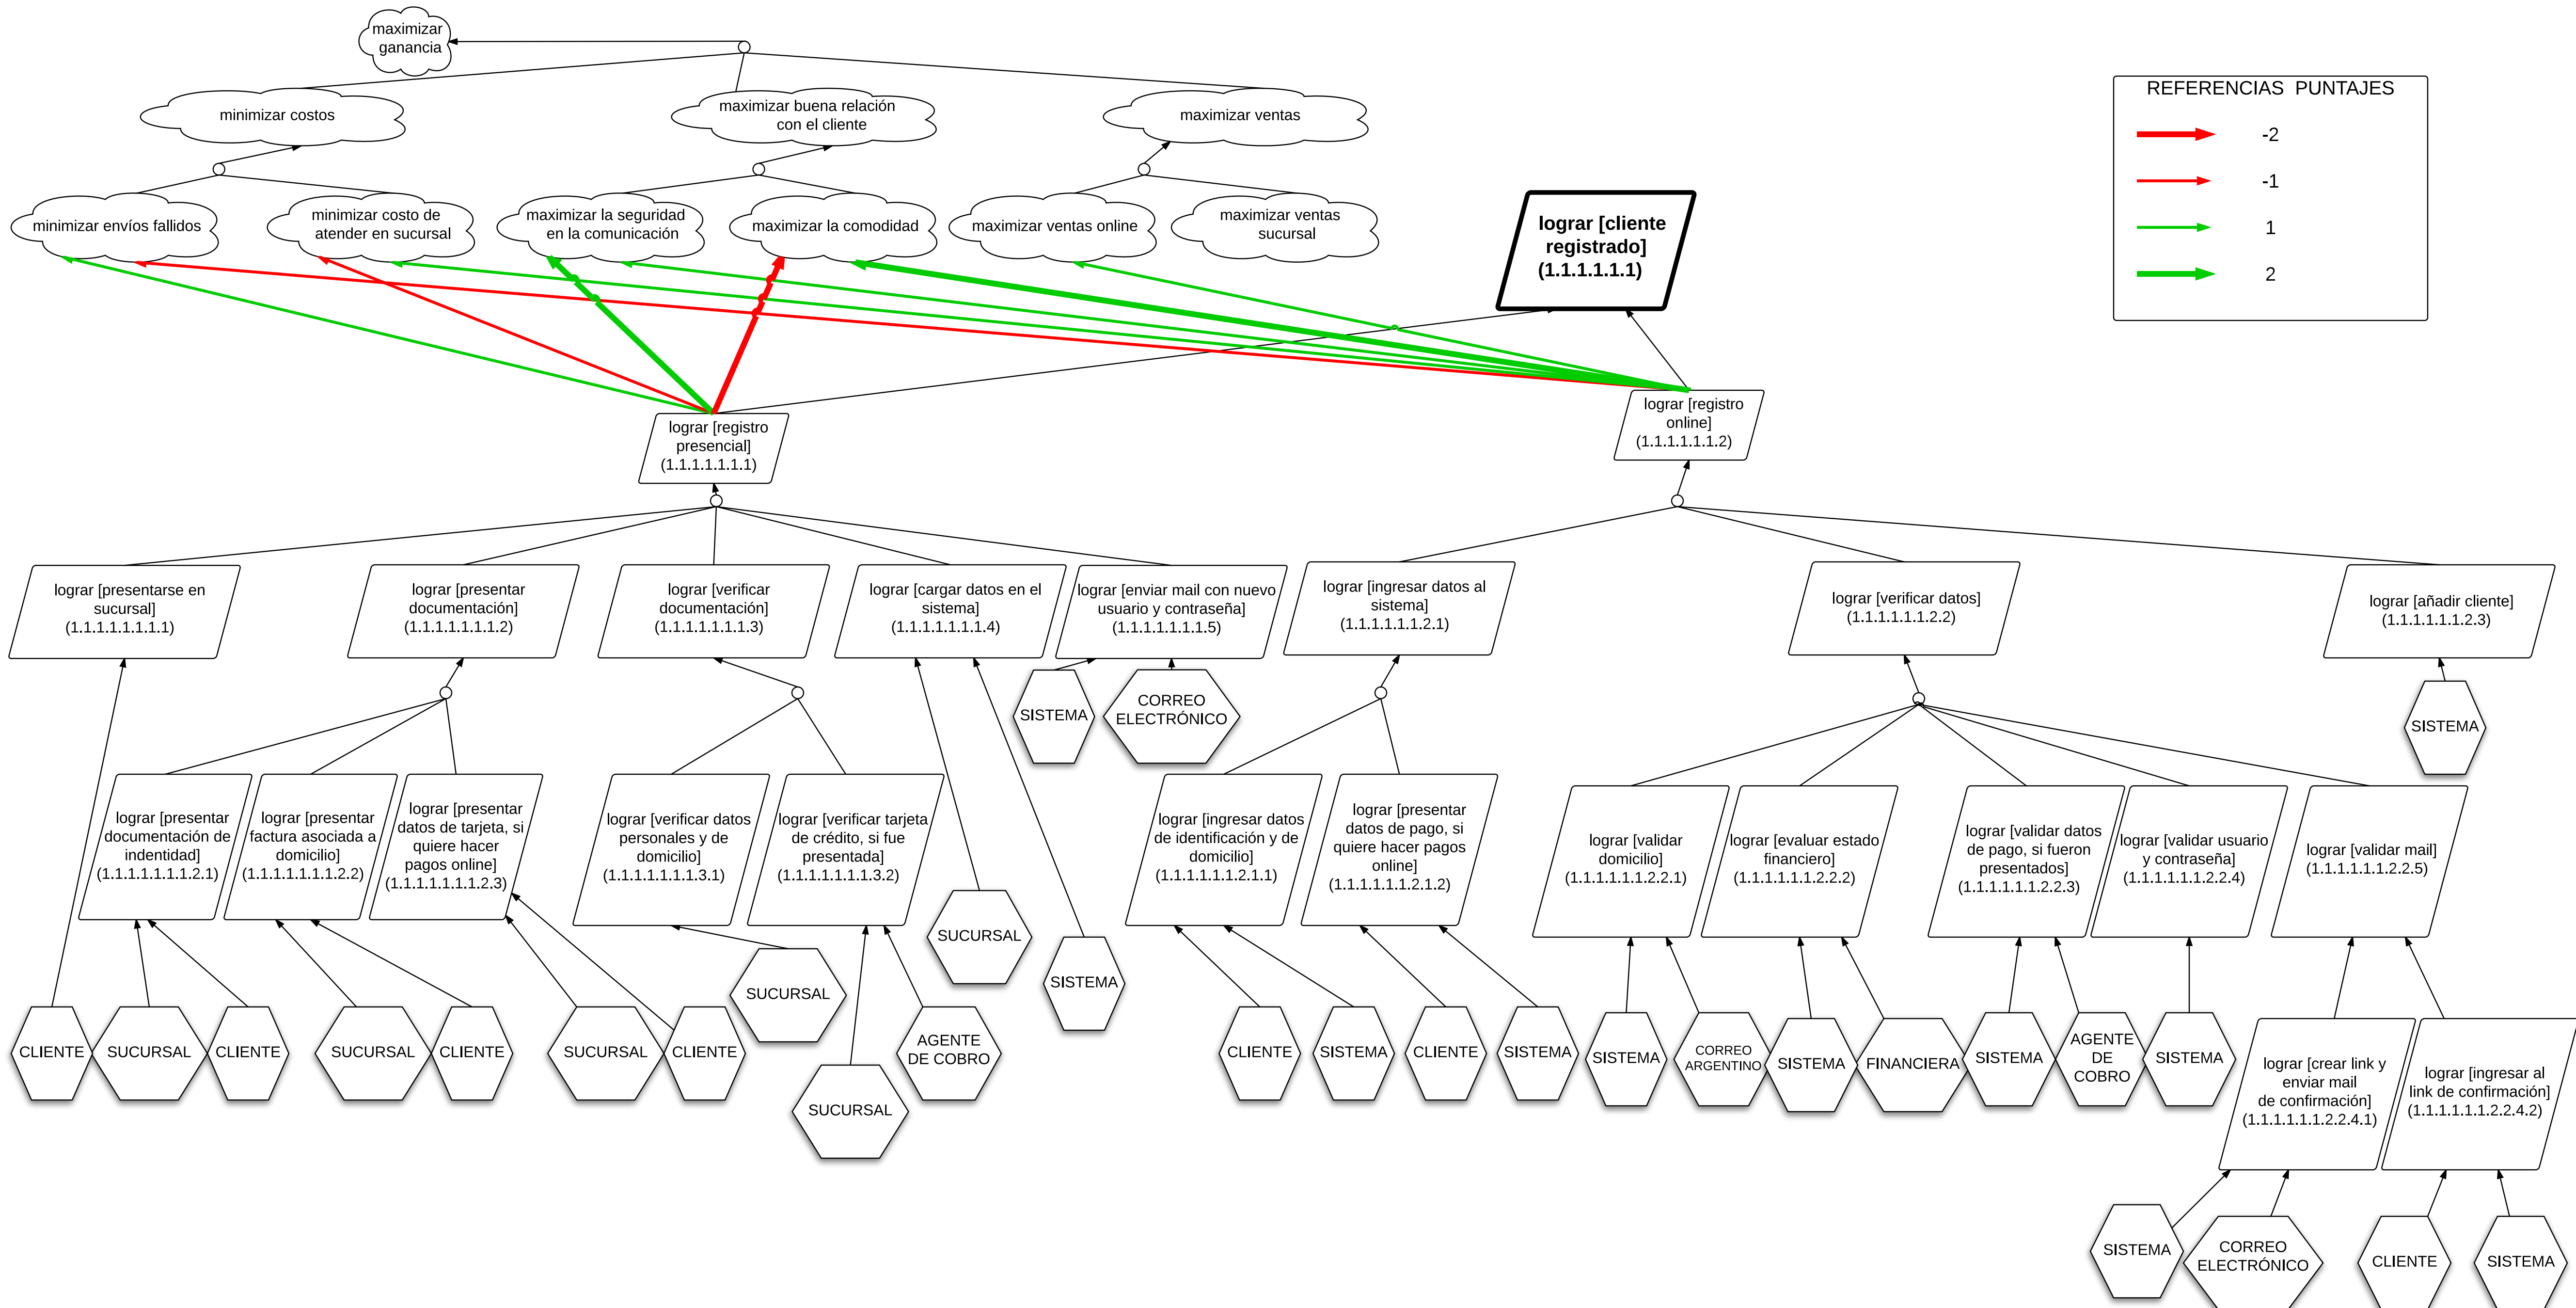 maximizar
ganancia
REFERENCIAS  PUNTAJES
-2
-1
1
2
minimizar costos
maximizar buena relación
con el cliente
maximizar ventas
minimizar envíos fallidos
minimizar costo de
atender en sucursal
maximizar la seguridad
en la comunicación
maximizar la comodidad
maximizar ventas online
maximizar ventas
sucursal
lograr [cliente
registrado]
(1.1.1.1.1.1)
lograr [registro
presencial]
(1.1.1.1.1.1.1)
lograr [registro
online]
(1.1.1.1.1.1.2)
lograr [presentarse en
sucursal]
(1.1.1.1.1.1.1.1)
lograr [presentar
documentación]
(1.1.1.1.1.1.1.2)
lograr [verificar
documentación]
(1.1.1.1.1.1.1.3)
lograr [cargar datos en el
sistema]
(1.1.1.1.1.1.1.4)
lograr [enviar mail con nuevo
usuario y contraseña]
(1.1.1.1.1.1.1.5)
lograr [ingresar datos al
sistema]
(1.1.1.1.1.1.2.1)
lograr [verificar datos]
(1.1.1.1.1.1.2.2)
lograr [añadir cliente]
(1.1.1.1.1.1.2.3)
SISTEMA
CORREO
ELECTRÓNICO
SISTEMA
lograr [presentar
documentación de
indentidad]
(1.1.1.1.1.1.1.2.1)
lograr [presentar
factura asociada a
domicilio]
(1.1.1.1.1.1.1.2.2)
lograr [presentar
datos de tarjeta, si
quiere hacer
pagos online]
(1.1.1.1.1.1.1.2.3)
lograr [verificar datos
personales y de
domicilio]
(1.1.1.1.1.1.1.3.1)
lograr [verificar tarjeta
de crédito, si fue
presentada]
(1.1.1.1.1.1.1.3.2)
lograr [ingresar datos
de identificación y de
domicilio]
(1.1.1.1.1.1.2.1.1)
lograr [presentar
datos de pago, si
quiere hacer pagos
online]
(1.1.1.1.1.1.2.1.2)
lograr [validar
domicilio]
(1.1.1.1.1.1.2.2.1)
lograr [evaluar estado
financiero]
(1.1.1.1.1.1.2.2.2)
lograr [validar datos
de pago, si fueron
presentados]
(1.1.1.1.1.1.2.2.3)
lograr [validar usuario
y contraseña]
(1.1.1.1.1.1.2.2.4)
lograr [validar mail]
(1.1.1.1.1.1.2.2.5)
SUCURSAL
SISTEMA
SUCURSAL
CLIENTE
SUCURSAL
CLIENTE
SUCURSAL
CLIENTE
SUCURSAL
CLIENTE
SUCURSAL
AGENTE
DE COBRO
CLIENTE
SISTEMA
CLIENTE
SISTEMA
SISTEMA
CORREO
ARGENTINO
SISTEMA
FINANCIERA
SISTEMA
AGENTE
DE
COBRO
SISTEMA
lograr [crear link y
enviar mail
de confirmación]
(1.1.1.1.1.1.2.2.4.1)
lograr [ingresar al
link de confirmación]
(1.1.1.1.1.1.2.2.4.2)
SISTEMA
CORREO
ELECTRÓNICO
CLIENTE
SISTEMA